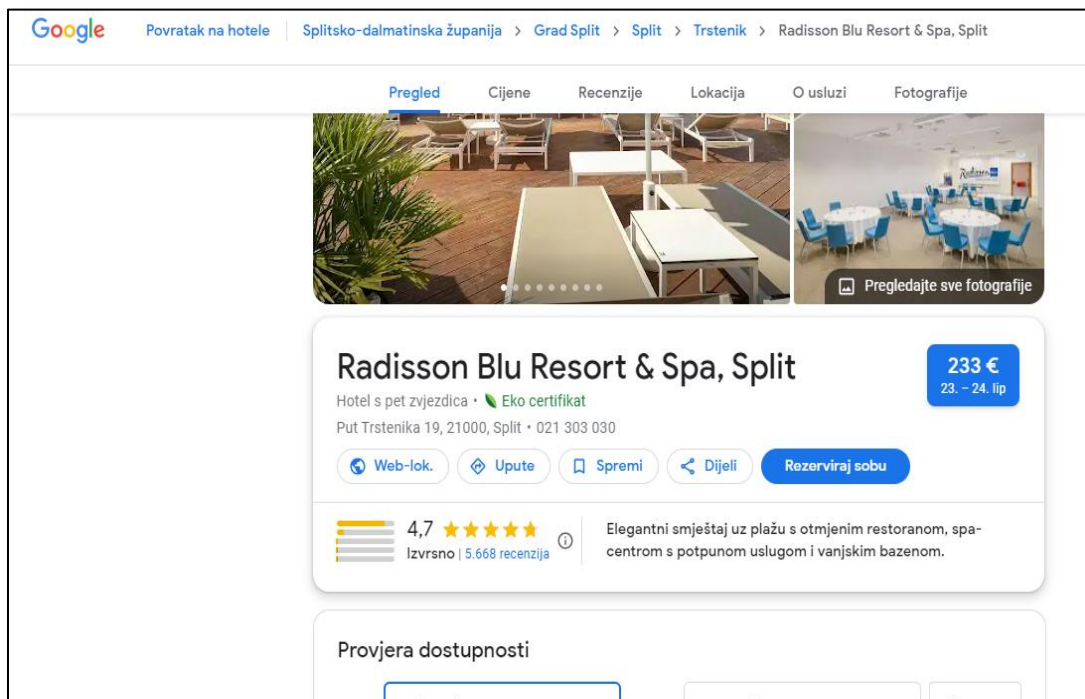 Google Povratak na hotele Splitsko-dalmatinska županija > Grad Split > Split > Trstenik > Radisson Blu Resort & Spa, Split
Pregled Cijene Recenzije Lokacija O usluzi Fotografije
Radisson
Pregledajte sve fotografije
Radisson Blu Resort & Spa, Split
233 €
23. – 24. lip
Hotel s pet zvjezdica • Eko certifikat
Put Trstenika 19, 21000, Split • 021 303 030
Web-lok. Upute Spremi Dijeli Rezerviraj sobu
4,7
Izvrsno | 5.668 recenzija
Elegantni smještaj uz plažu s otmjenim restoranom, spa-
centrom s potpunom uslugom i vanjskim bazenom.
Provjera dostupnosti